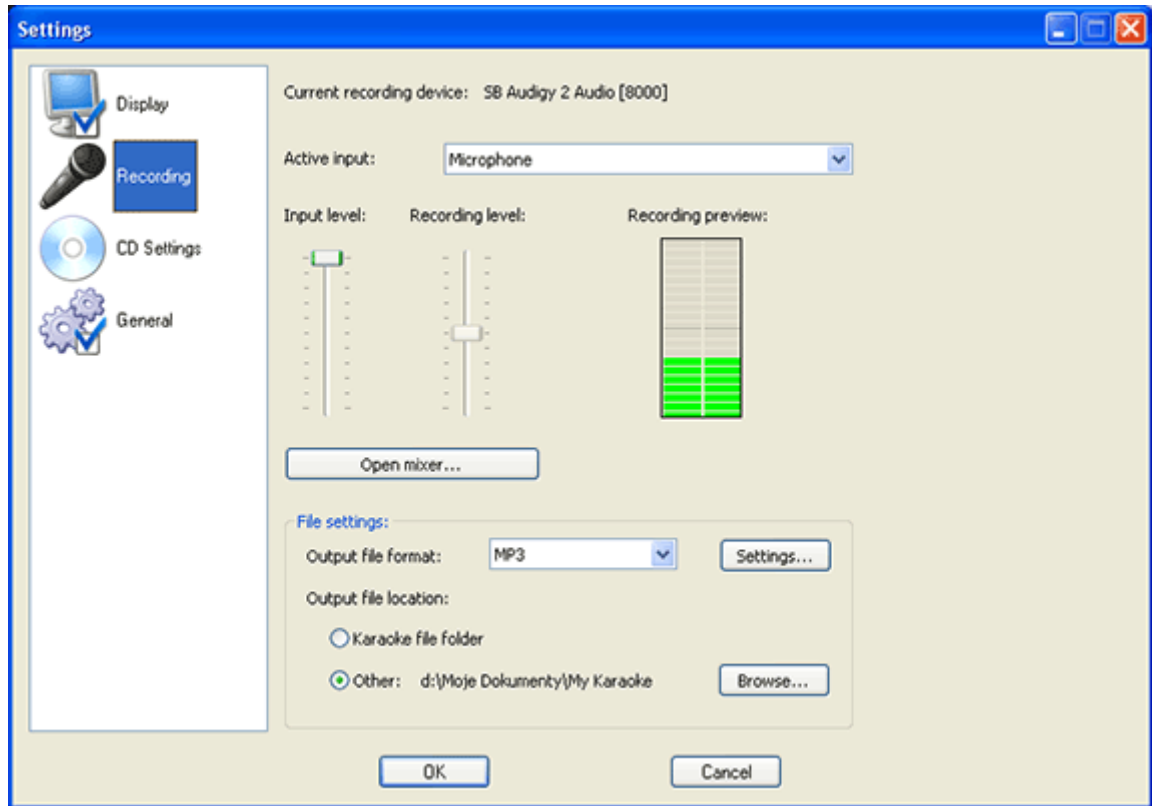 Settings
Display
Recording
CD Settings
General
Current recording device: SB Audigy 2 Audio [8000]
Active input: Microphone
Input level: Recording level: Recording preview:
Open mixer...
File settings:
Output file format: MP3 Settings...
Output file location:
Karaoke file folder
Other: d:\Moje Dokumenty\My Karaoke Browse...
OK Cancel